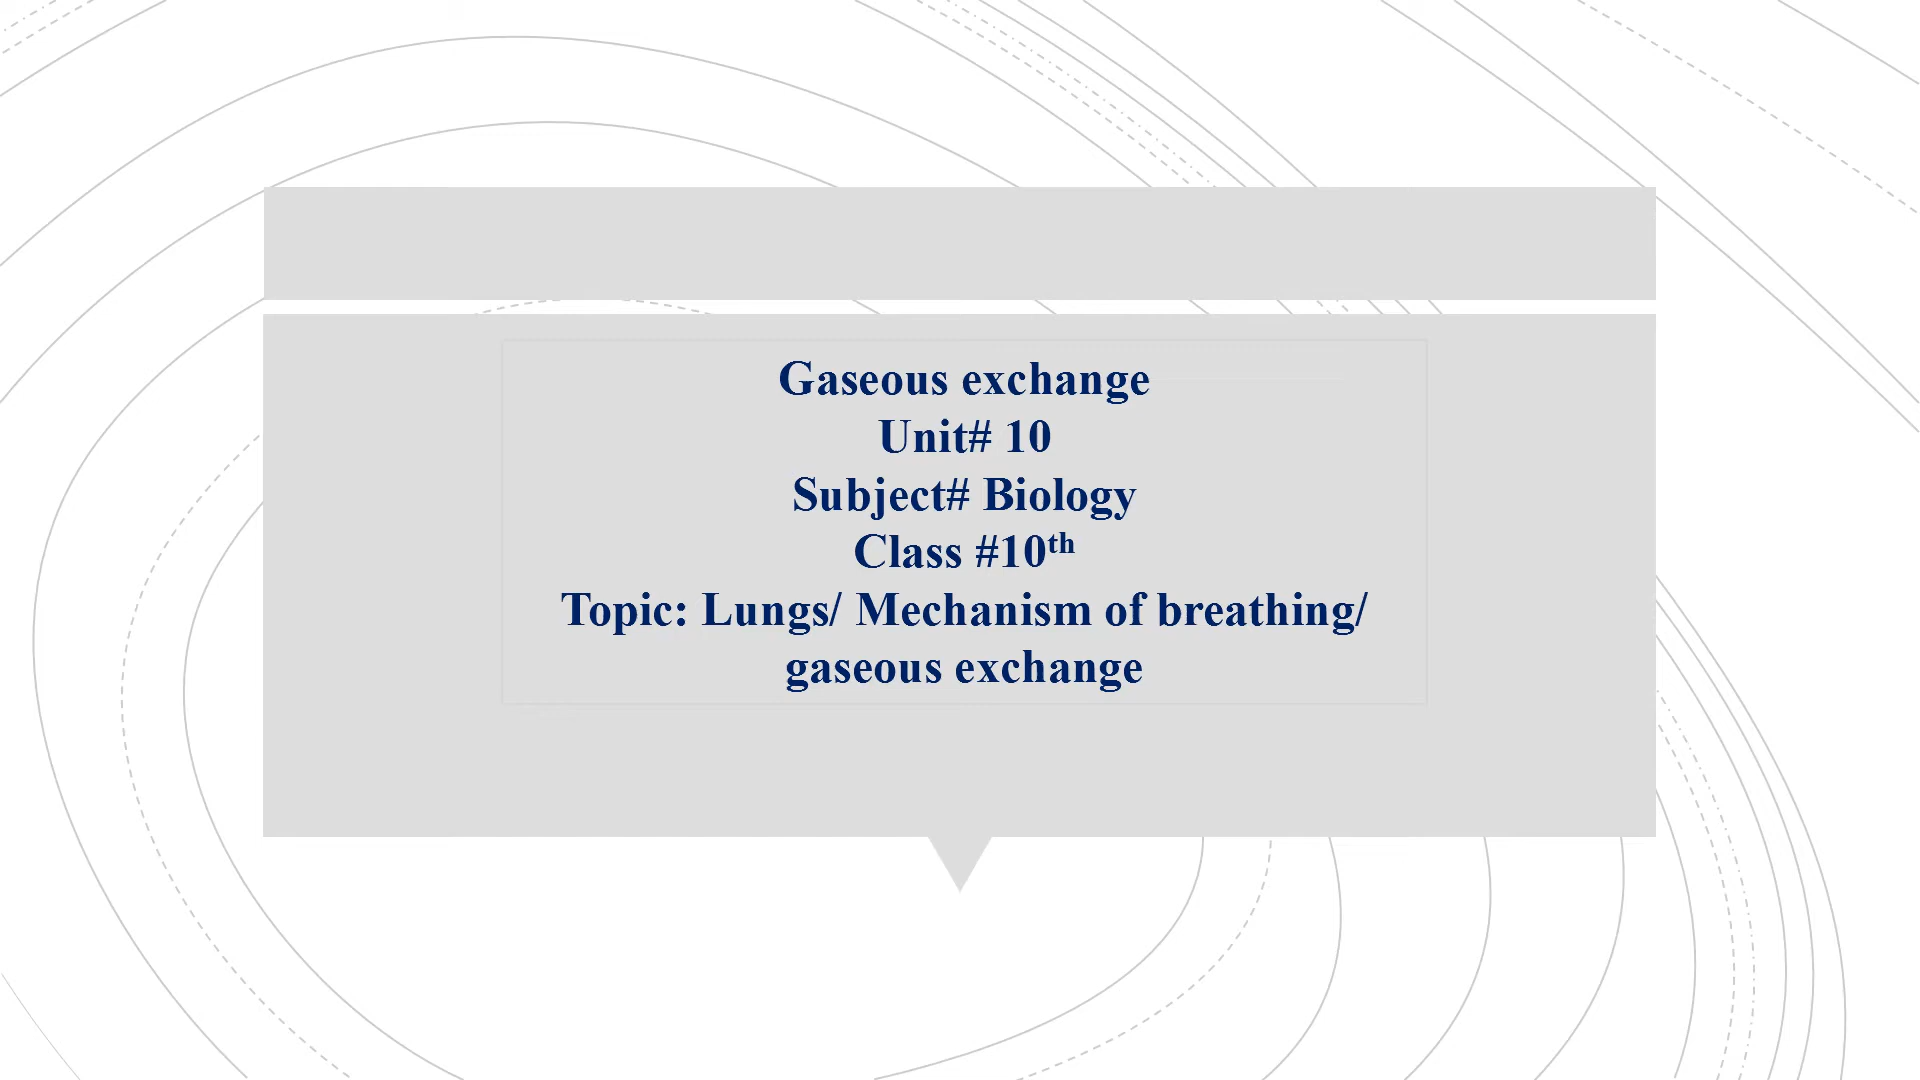 Gaseous exchange
Unit# 10
Subject# Biology
Class #10th
Topic: Lungs/ Mechanism of breathing/
gaseous exchange